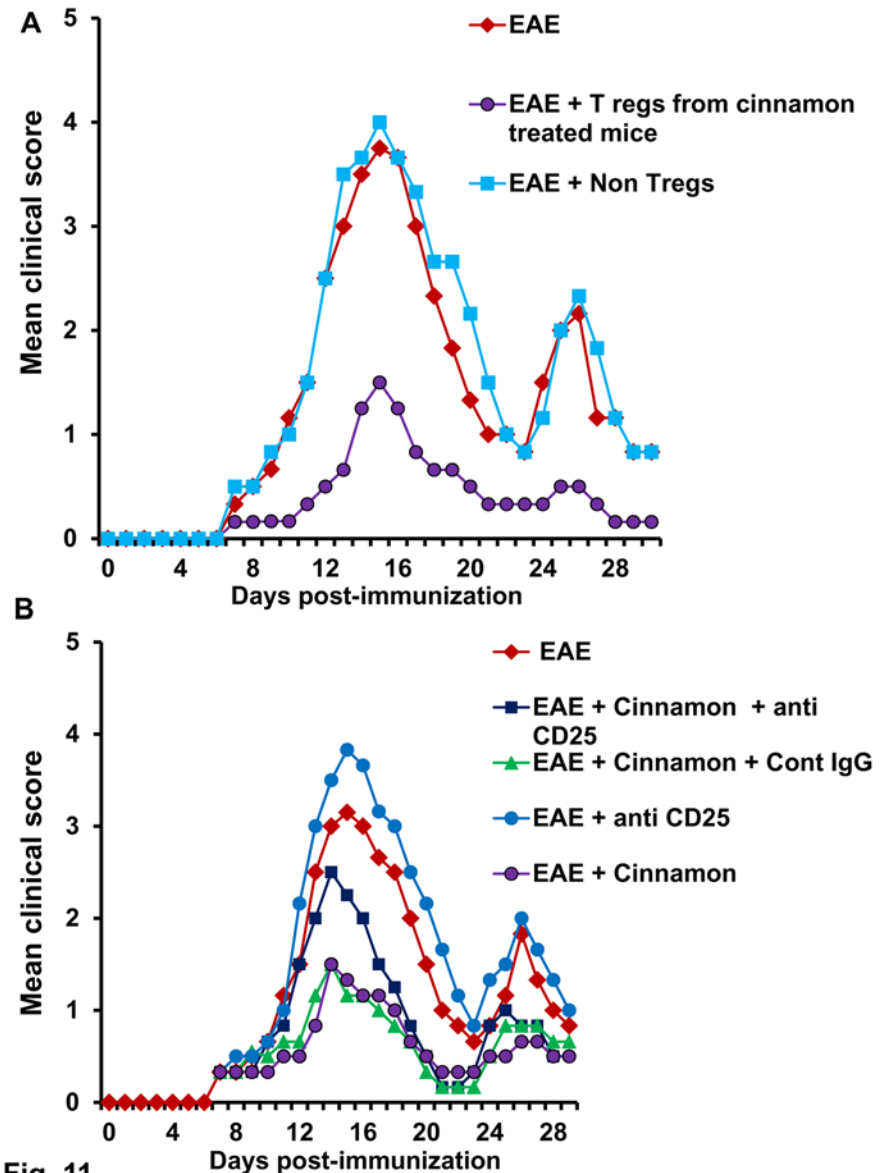 A
5
4
3
2
1
0
Mean clinical score
EAE
EAE + T regs from cinnamon
treated mice
EAE + Non Tregs
0 4 8 12 16 20 24 28
Days post-immunization
B
5
4
3
2
1
0
Mean clinical score
EAE
EAE + Cinnamon + anti
CD25
EAE + Cinnamon + Cont IgG
EAE + anti CD25
EAE + Cinnamon
0 4 8 12 16 20 24 28
Days post-immunization
Fig. 11